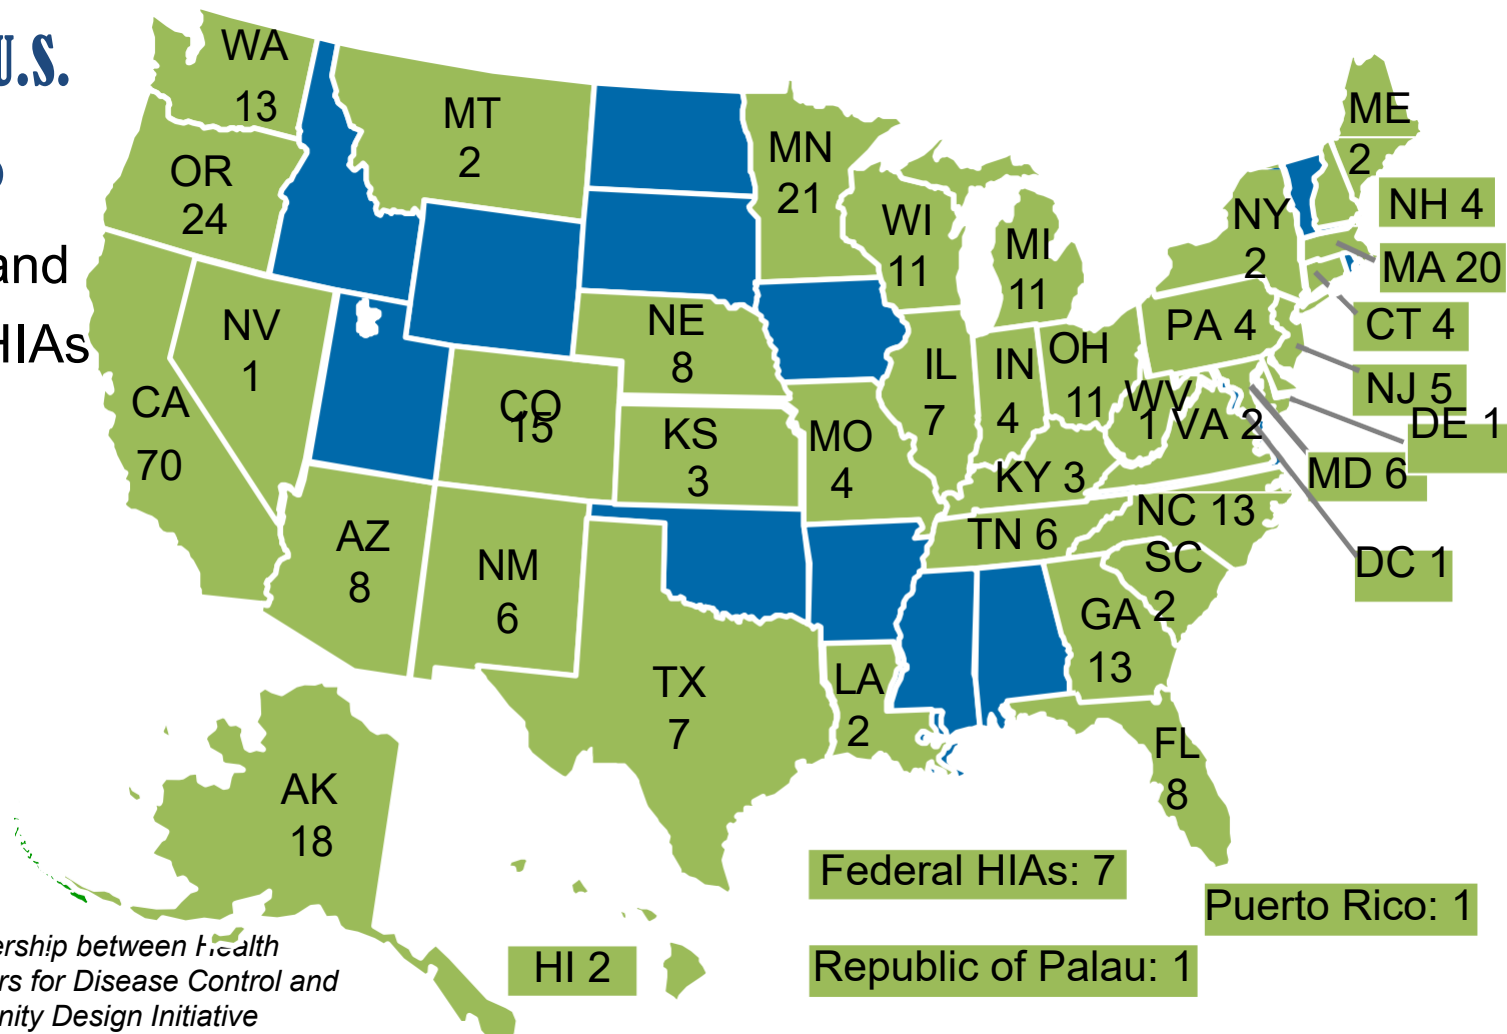 U.S.
and
HIAs
WA
13
OR
24
CA
70
NV
1
MT
2
CO
15
AZ
8
NM
6
NE
8
KS
3
TX
7
MN
21
WI
11
MI
11
IL
7
IN
4
OH
11
MO
4
KY 3
TN 6
LA
2
WV
1
VA 2
NC 13
SC
2
GA
13
FL
8
PA 4
NY
2
ME
2
NH 4
MA 20
CT 4
NJ 5
DE 1
MD 6
DC 1
AK
18
HI 2
Federal HIAs: 7
Puerto Rico: 1
Republic of Palau: 1
ership between Health
rs for Disease Control and
nity Design Initiative